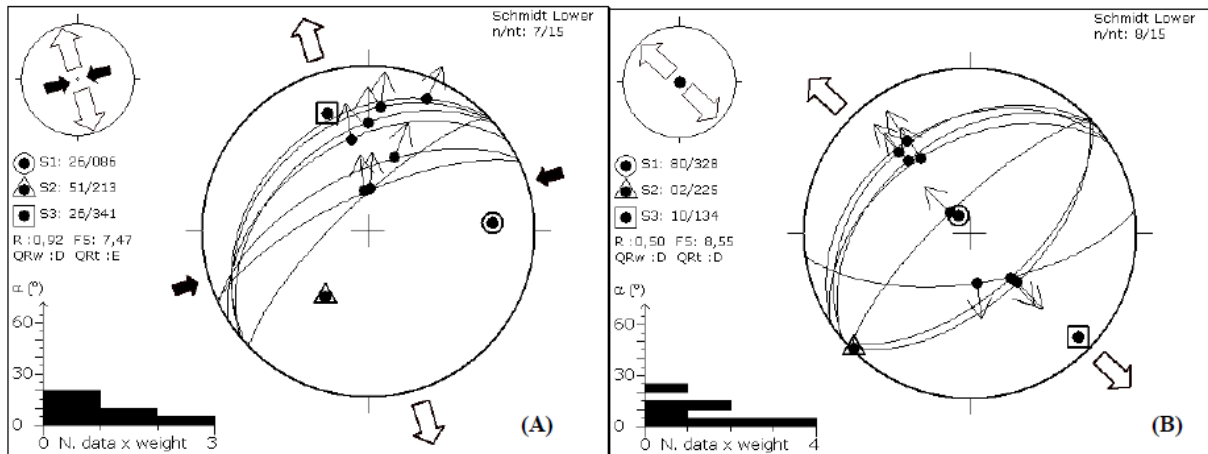 Schmidt Lower
n/nt: 7/15
S1: 26/086
S2: 51/213
S3: 26/341
R :0,92 F5: 7,47
QRw :D QRt :E
α (º)
60
30
0
0 N. data x weight 3
(A)
Schmidt Lower
n/nt: 8/15
S1: 80/328
S2: 02/225
S3: 10/134
R :0,50 F5: 8,55
QRw :D QRt :D
α (º)
60
30
0
0 N. data x weight 4
(B)